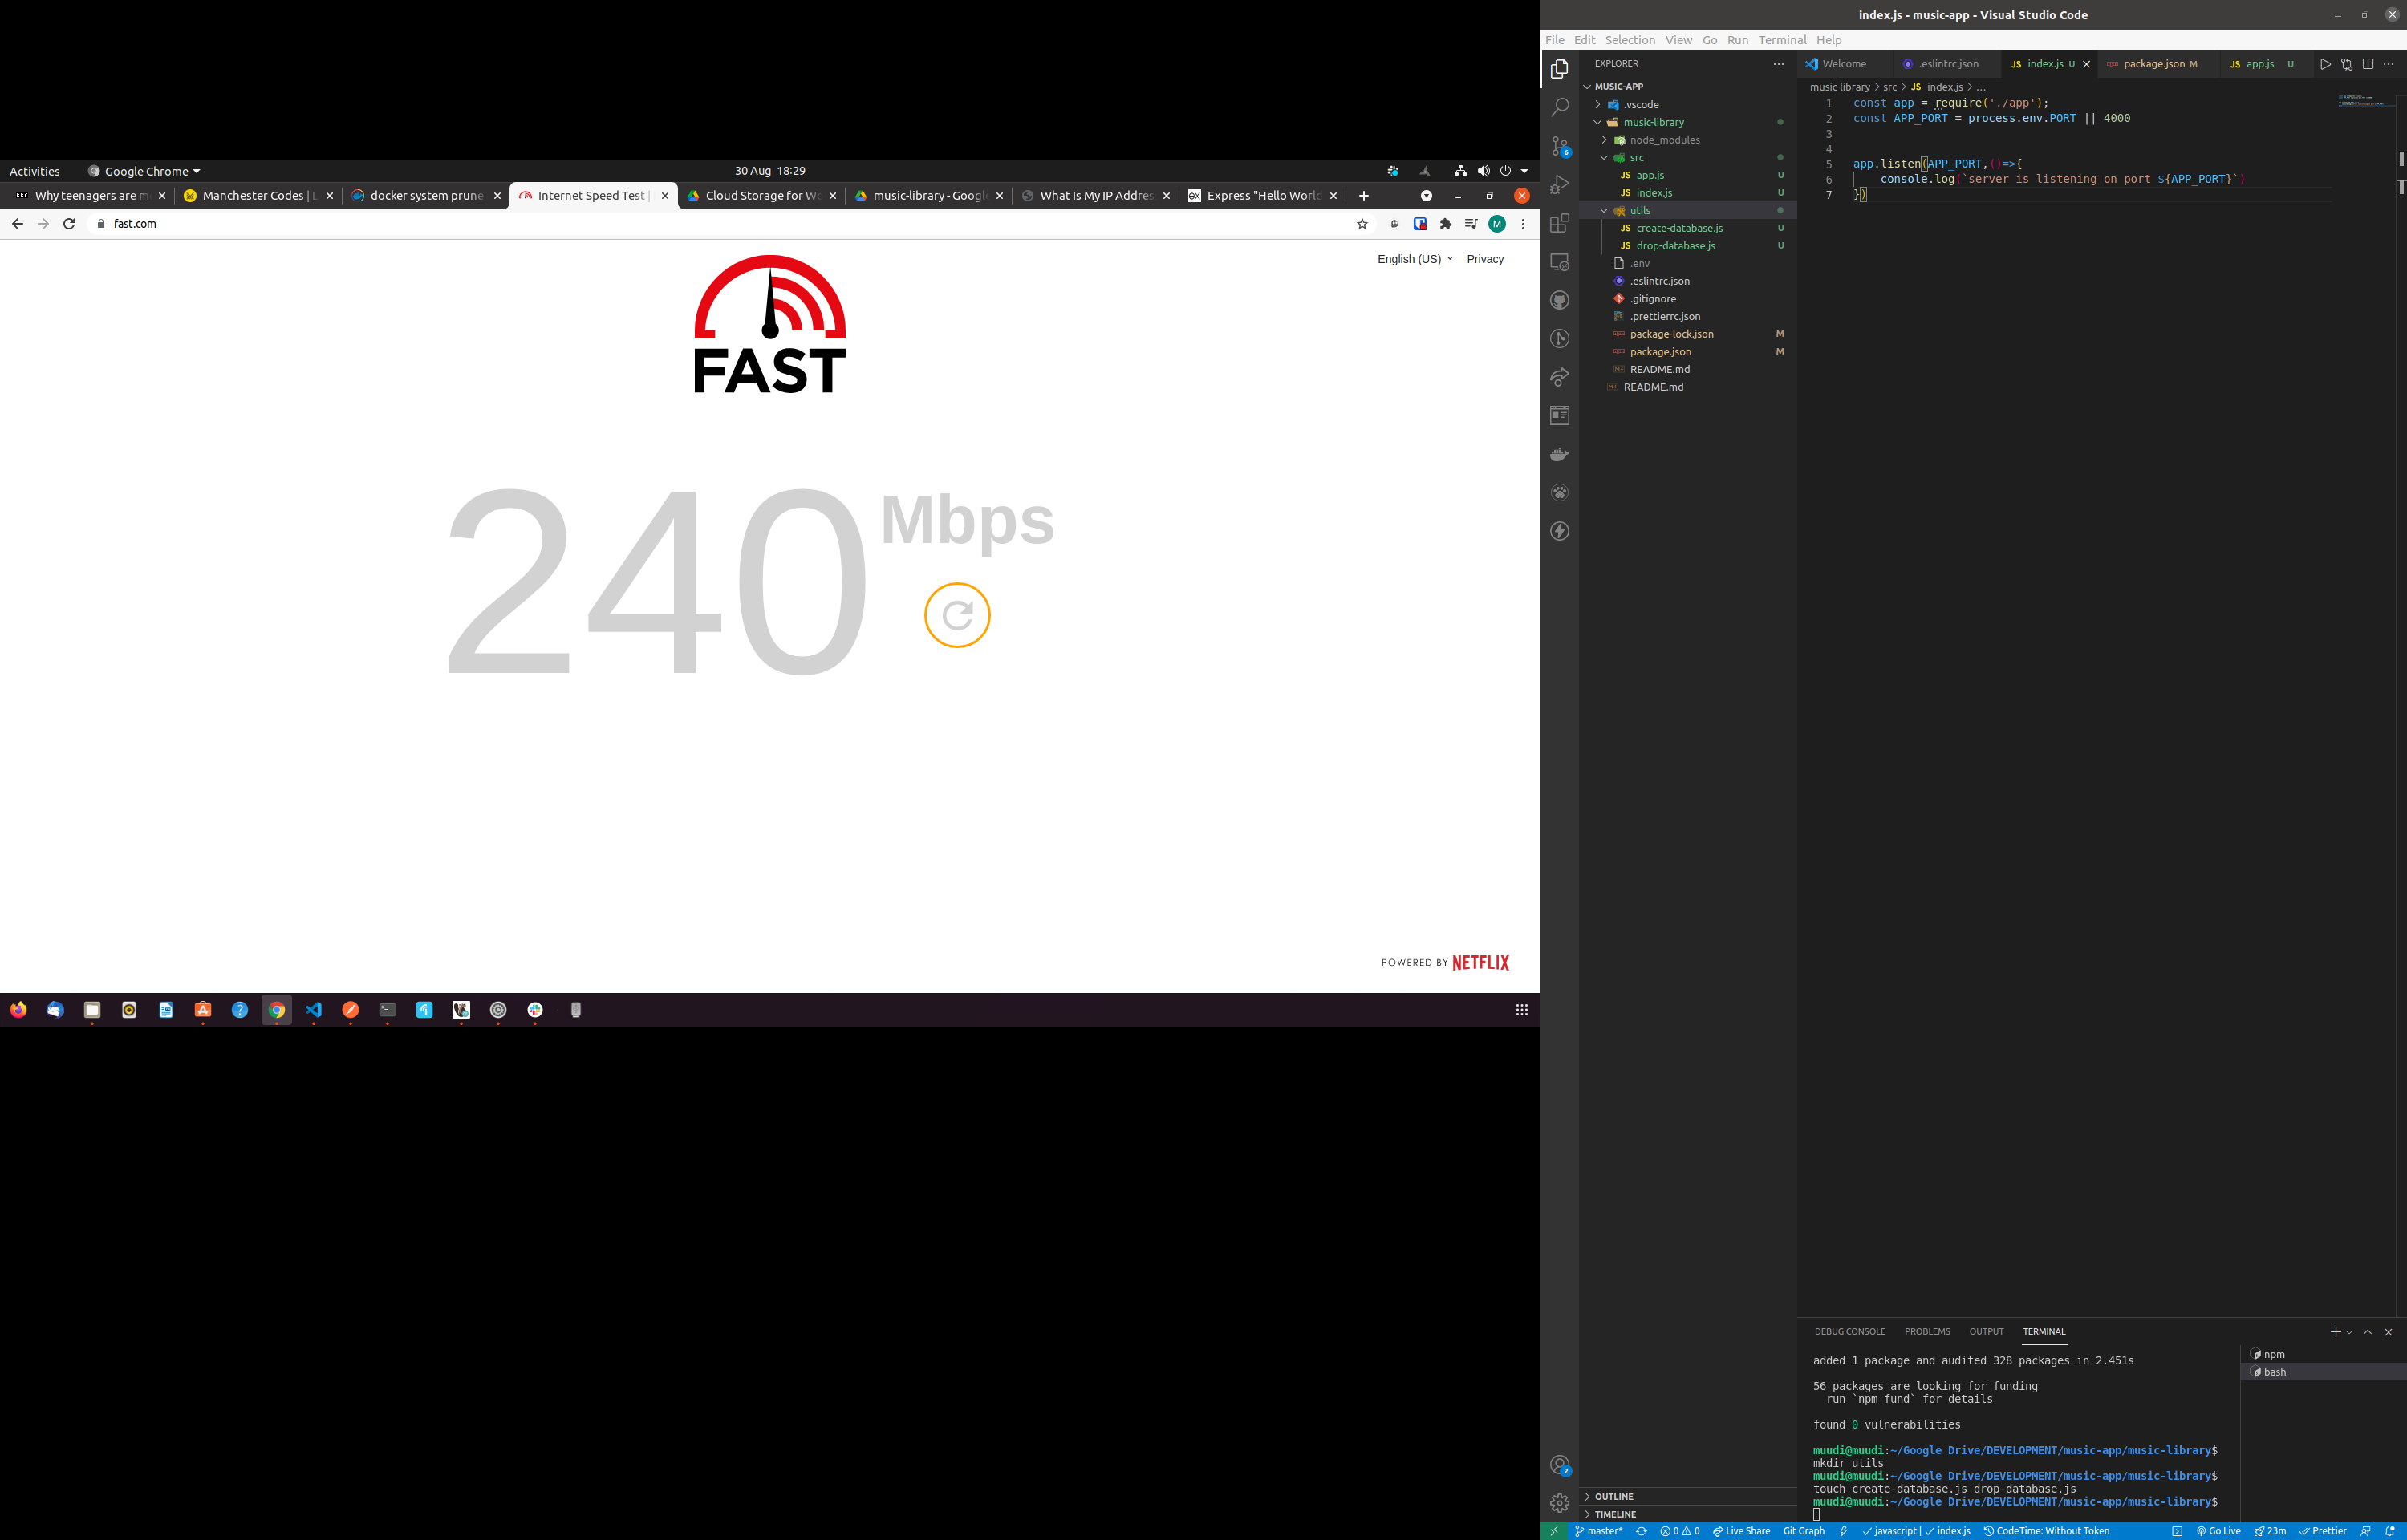 Activities
Google Chrome
30 Aug 18:29
Why teenagers are m
Manchester Codes | L
docker system prune
Internet Speed Test |
Cloud Storage for Wo
music-library - Google
What Is My IP Addres
Express "Hello World
fast.com
M
English (US)
Privacy
FAST
240 Mbps
POWERED BY NETFLIX
index.js - music-app - Visual Studio Code
File Edit Selection View Go Run Terminal Help
EXPLORER
MUSIC-APP
.vscode
music-library
node_modules
src
JS app.js U
JS index.js U
utils
JS create-database.js U
JS drop-database.js U
.env
.eslintrc.json
.gitignore
.prettierrc.json
package-lock.json M
package.json M
README.md
README.md
OUTLINE
TIMELINE
6
2
Welcome
.eslintrc.json
JS index.js U
package.json M
JS app.js U
music-library > src > JS index.js > ...
1 const app = require('./app');
2 const APP_PORT = process.env.PORT || 4000
3
4
5 app.listen(APP_PORT,()=>{
6 console.log(`server is listening on port ${APP_PORT}`)
7 })
DEBUG CONSOLE PROBLEMS OUTPUT TERMINAL
added 1 package and audited 328 packages in 2.451s
56 packages are looking for funding
run `npm fund` for details
found 0 vulnerabilities
muudi@muudi:~/Google Drive/DEVELOPMENT/music-app/music-library$
mkdir utils
muudi@muudi:~/Google Drive/DEVELOPMENT/music-app/music-library$
touch create-database.js drop-database.js
muudi@muudi:~/Google Drive/DEVELOPMENT/music-app/music-library$
npm
bash
master* 0 0 Live Share Git Graph javascript | index.js CodeTime: Without Token Go Live 23m Prettier